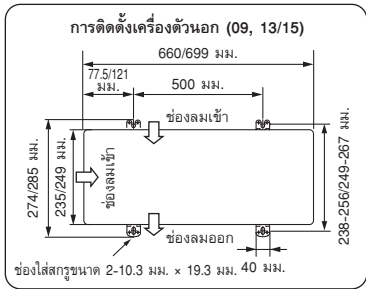 การติดตั้งเครื่องตัวนอก (09, 13/15)
660/699 มม.
77.5/121
มม.
500 มม.
ช่องลมเข้า
274/285 มม.
235/249 มม.
ช่องลมเข้า
238-256/249-267 มม.
ช่องลมออก
ช่องใส่สกรูขนาด 2-10.3 มม. × 19.3 มม.
40 มม.